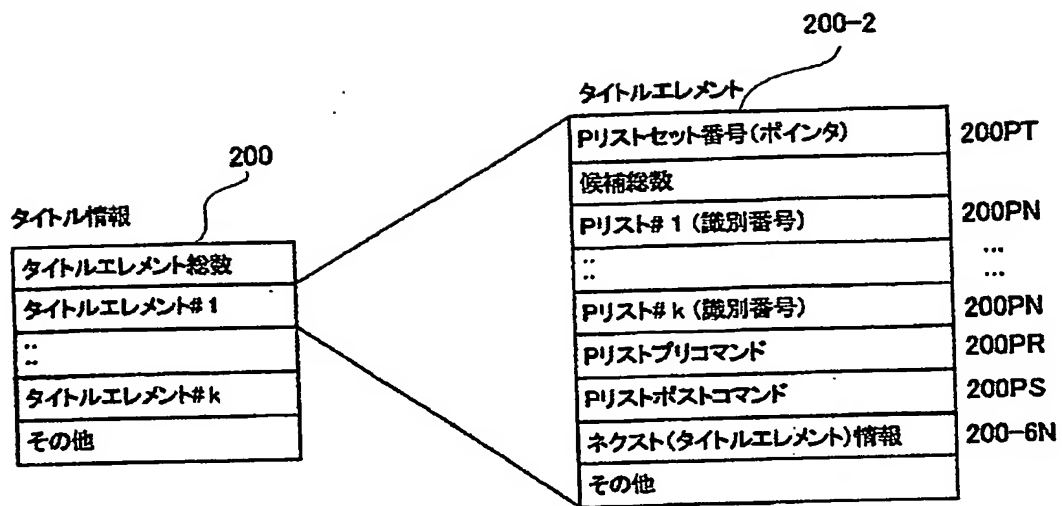 200-2
タイトルエレメント
200
タイトル情報
タイトルエレメント総数
タイトルエレメント#1
::
タイトルエレメント#k
その他
Pリストセット番号(ポインタ) 200PT
候補総数
Pリスト#1(識別番号) 200PN
:: ...
...
Pリスト#k(識別番号) 200PN
Pリストプリコマンド 200PR
Pリストポストコマンド 200PS
ネクスト(タイトルエレメント)情報 200-6N
その他